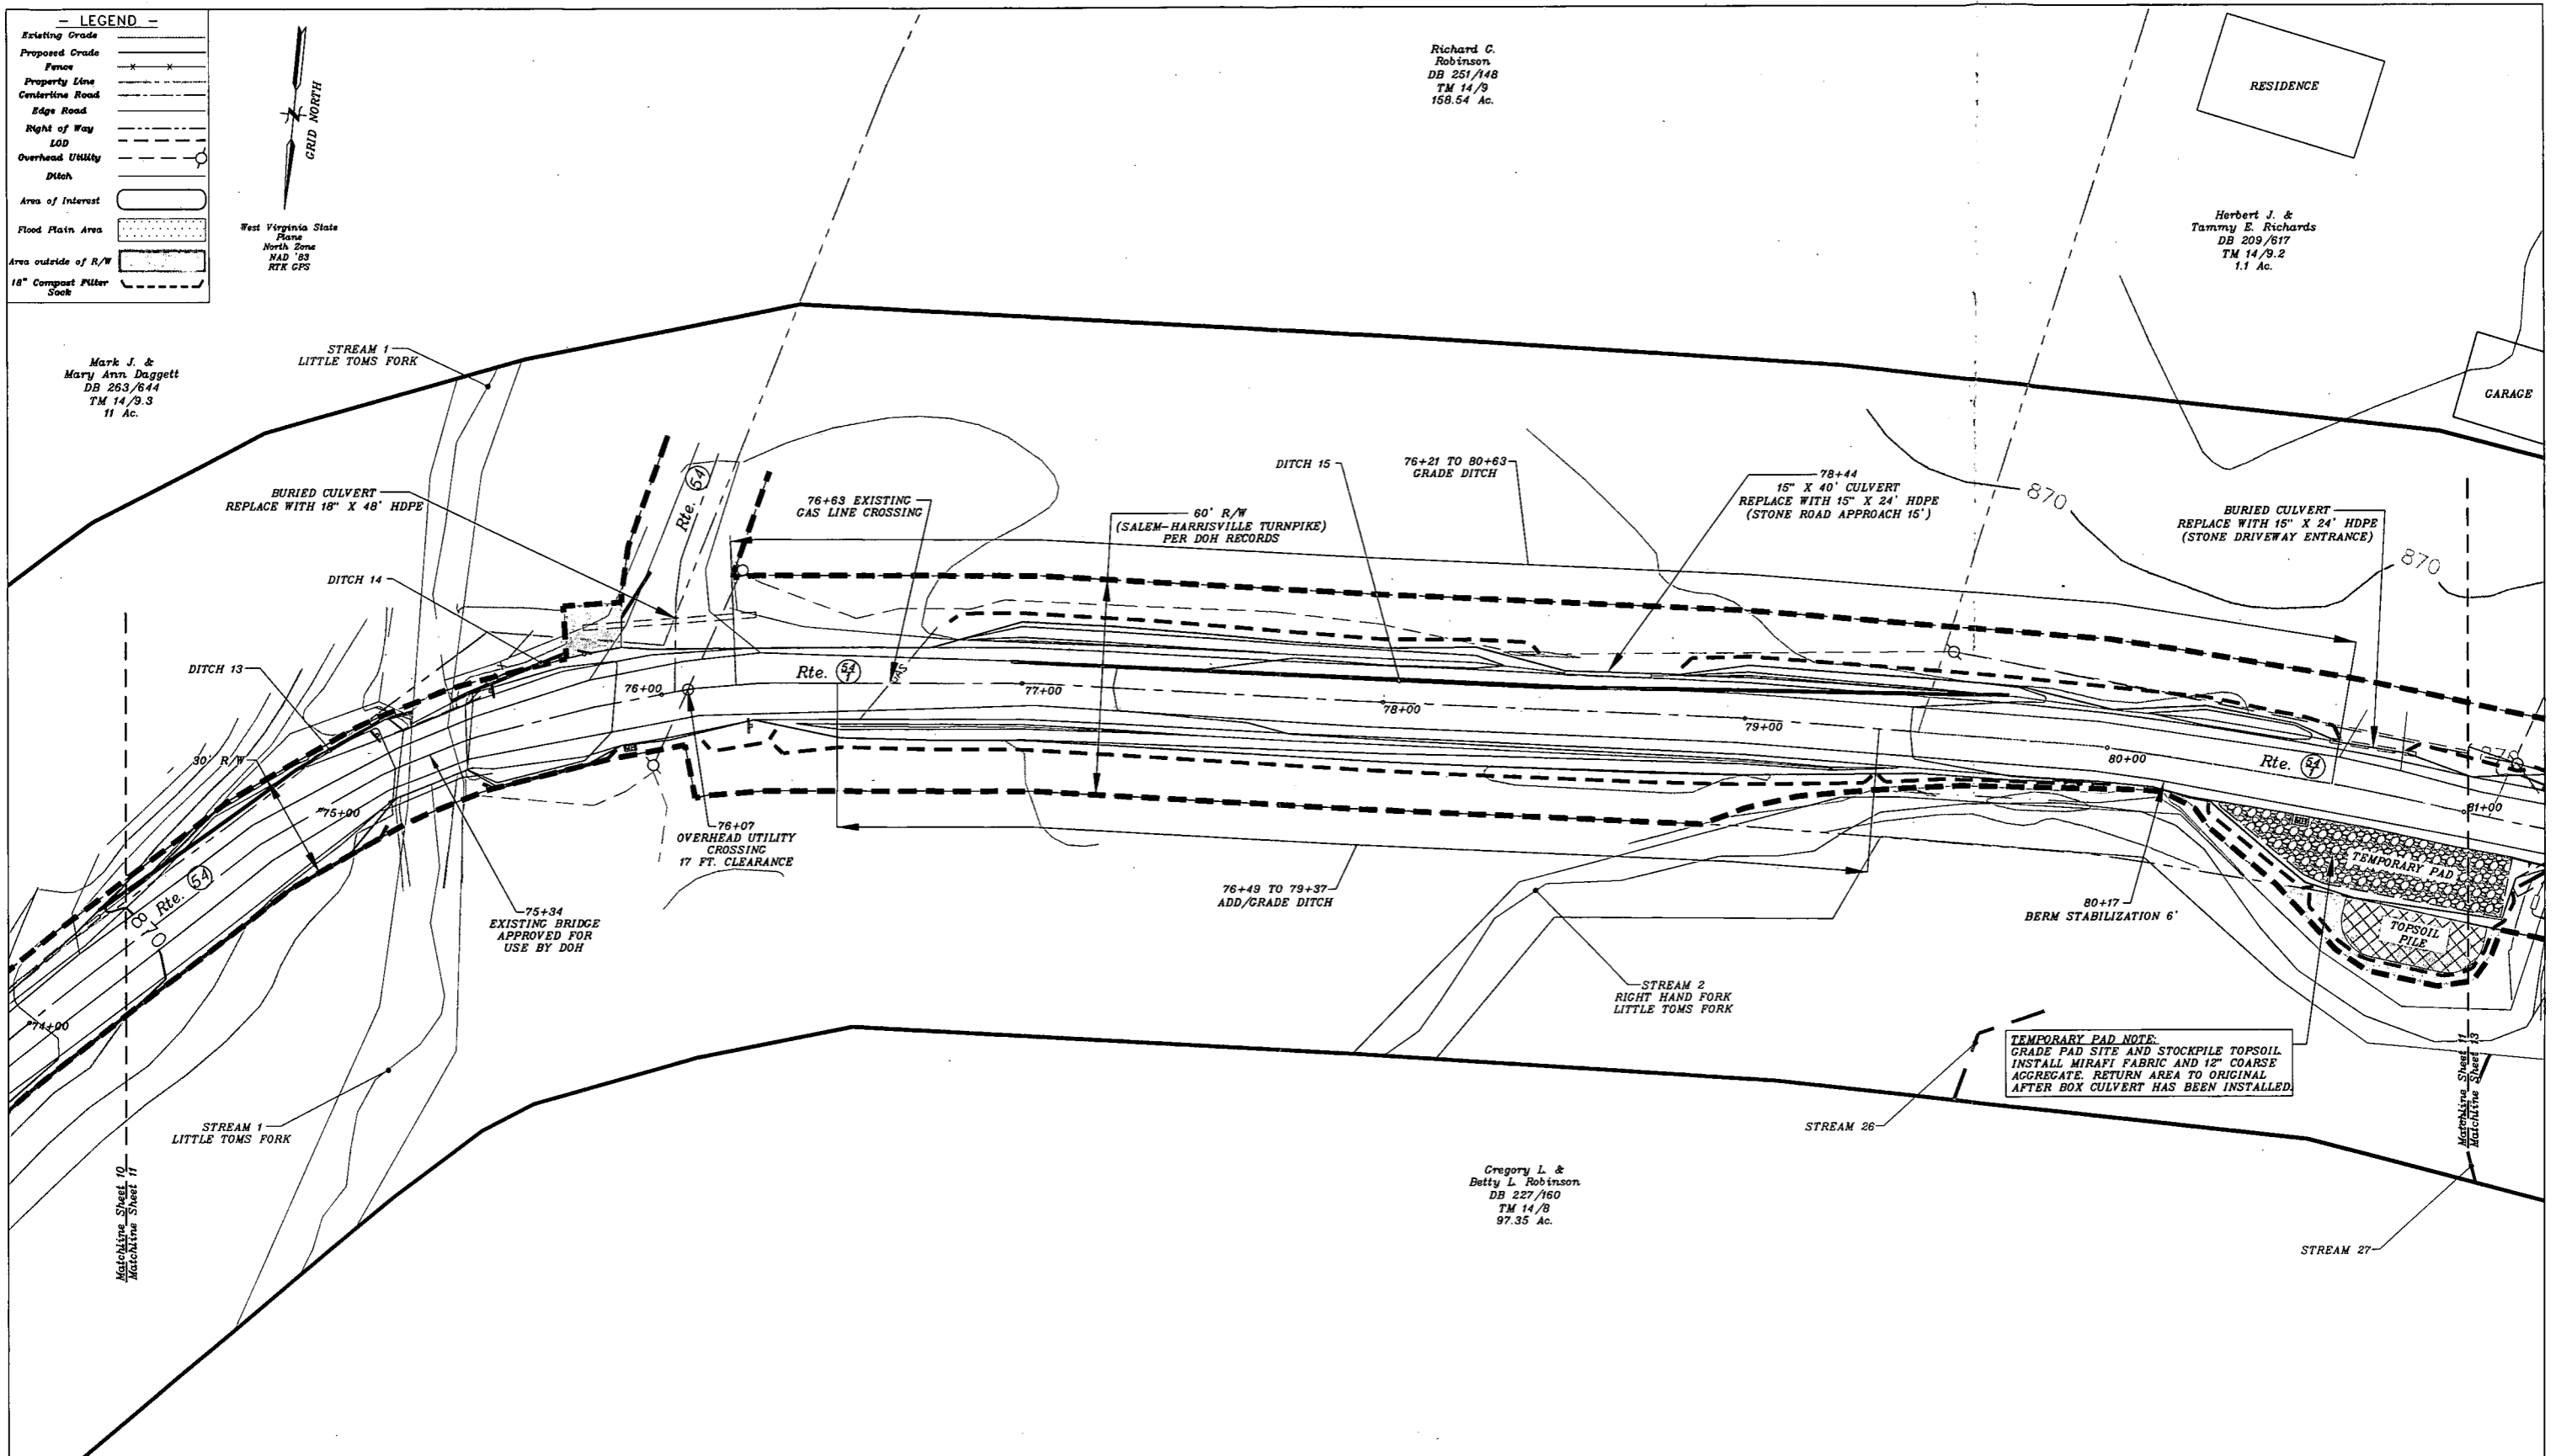 - LEGEND -
Existing Grade
Proposed Grade
Fence
Property Line
Centerline Road
Edge Road
Right of Way
LOD
Overhead Utility
Ditch
Area of Interest
Flood Plain Area
Area outside of R/W
18" Compost Filter
Sock
N
GRID NORTH
West Virginia State
Plane
North Zone
NAD '83
RTK GPS
Richard G.
Robinson
DB 251/148
TM 14/9
158.54 Ac.
RESIDENCE
Herbert J. &
Tammy E. Richards
DB 209/617
TM 14/9.2
1.1 Ac.
GARAGE
Mark J. &
Mary Ann Daggett
DB 263/644
TM 14/9.3
11 Ac.
STREAM 1
LITTLE TOMS FORK
BURIED CULVERT
REPLACE WITH 18" X 48' HDPE
Rte. 54
76+63 EXISTING
GAS LINE CROSSING
60' R/W
(SALEM-HARRISVILLE TURNPIKE)
PER DOH RECORDS
DITCH 15
76+21 TO 80+63
GRADE DITCH
78+44
15" X 40' CULVERT
REPLACE WITH 15" X 24' HDPE
(STONE ROAD APPROACH 15')
870
BURIED CULVERT
REPLACE WITH 15" X 24' HDPE
(STONE DRIVEWAY ENTRANCE)
870
DITCH 14
DITCH 13
30' R/W
76+00
Rte. 54/1
GAS
77+00
78+00
79+00
80+00
Rte. 54/1
870
81+00
75+00
Rte. 54
870
74+00
75+34
EXISTING BRIDGE
APPROVED FOR
USE BY DOH
76+07
OVERHEAD UTILITY
CROSSING
17 FT. CLEARANCE
76+49 TO 79+37
ADD/GRADE DITCH
80+17
BERM STABILIZATION 6'
TEMPORARY PAD
TOPSOIL
PILE
STREAM 2
RIGHT HAND FORK
LITTLE TOMS FORK
TEMPORARY PAD NOTE:
GRADE PAD SITE AND STOCKPILE TOPSOIL.
INSTALL MIRAFI FABRIC AND 12" COARSE
AGGREGATE. RETURN AREA TO ORIGINAL
AFTER BOX CULVERT HAS BEEN INSTALLED.
STREAM 1
LITTLE TOMS FORK
STREAM 26
Matchline Sheet 10
Matchline Sheet 11
Matchline Sheet 11
Matchline Sheet 13
Gregory L. &
Betty L. Robinson
DB 227/160
TM 14/8
97.35 Ac.
STREAM 27